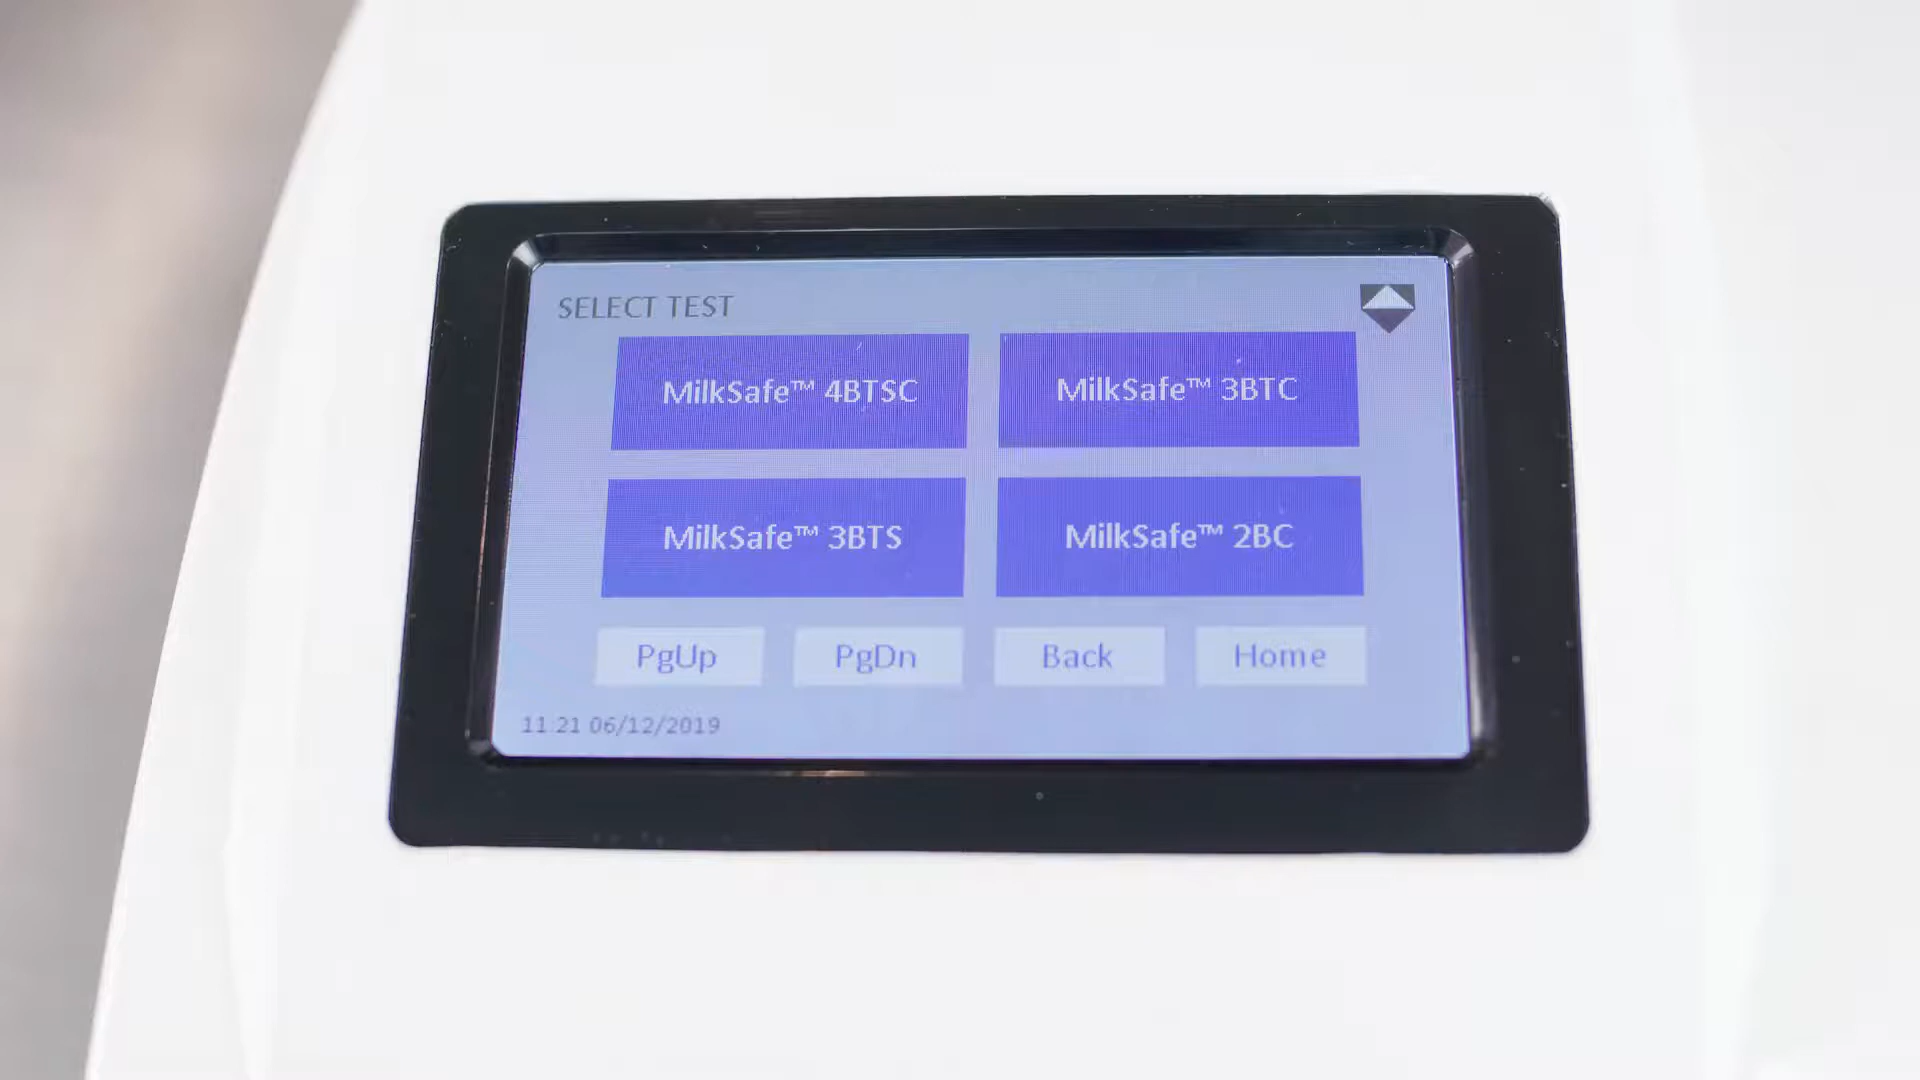 SELECT TEST
MilkSafe™ 4BTSC
MilkSafe™ 3BTC
MilkSafe™ 3BTS
MilkSafe™ 2BC
PgUp
PgDn
Back
Home
11:21 06/12/2019